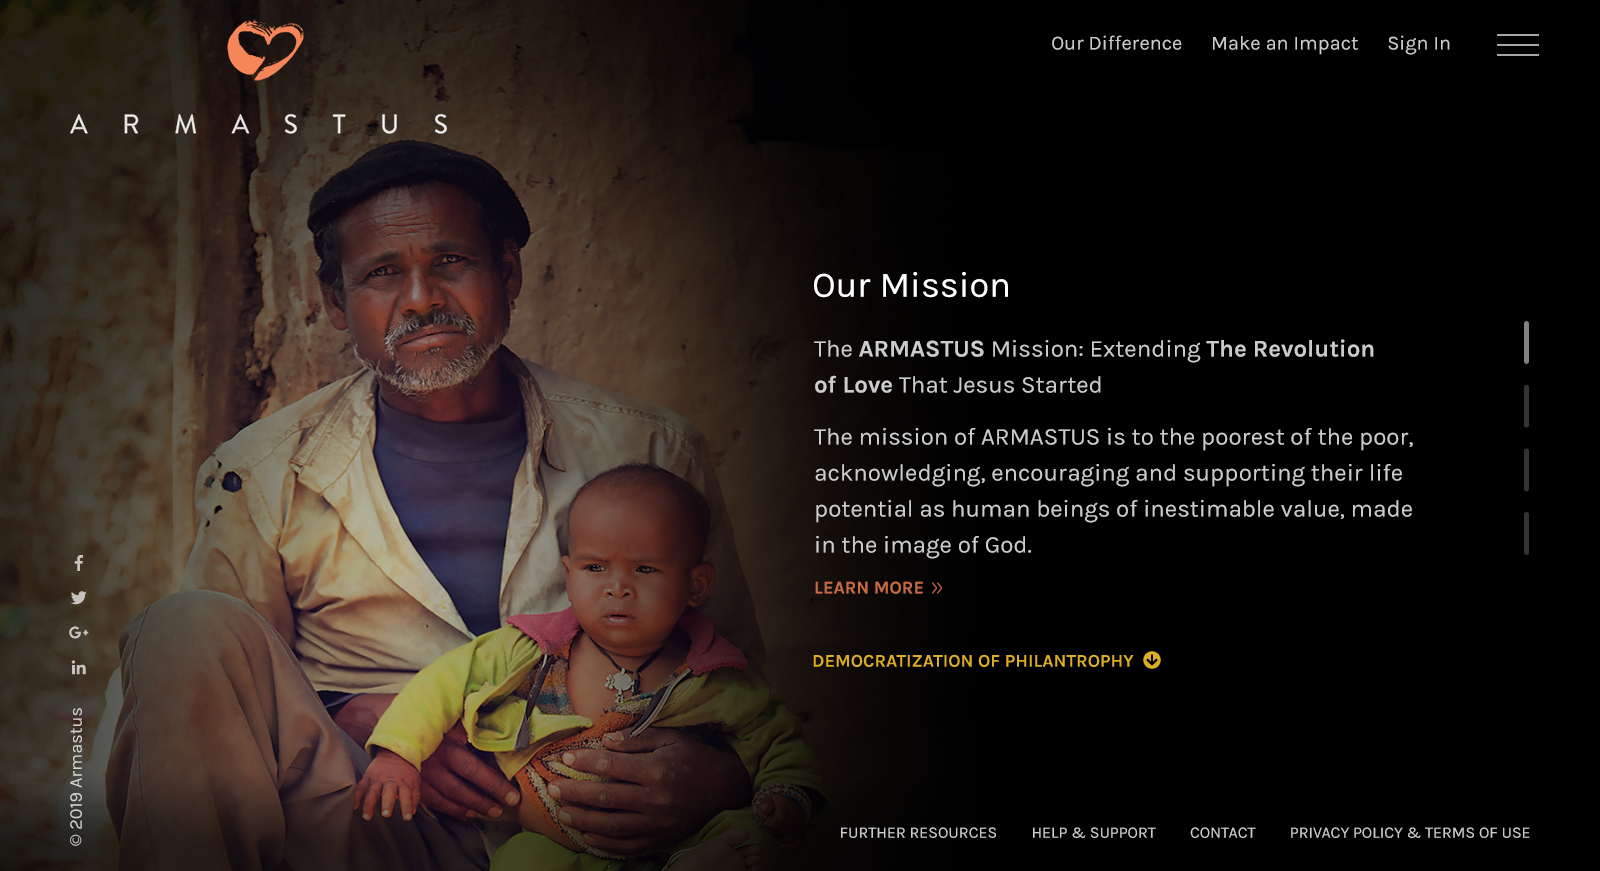 ARMASTUS
Our Difference
Make an Impact
Sign In
Our Mission
The ARMASTUS Mission: Extending The Revolution
of Love That Jesus Started
The mission of ARMASTUS is to the poorest of the poor,
acknowledging, encouraging and supporting their life
potential as human beings of inestimable value, made
in the image of God.
LEARN MORE »
DEMOCRATIZATION OF PHILANTROPHY
f
G+
in
© 2019 Armastus
FURTHER RESOURCES
HELP & SUPPORT
CONTACT
PRIVACY POLICY & TERMS OF USE